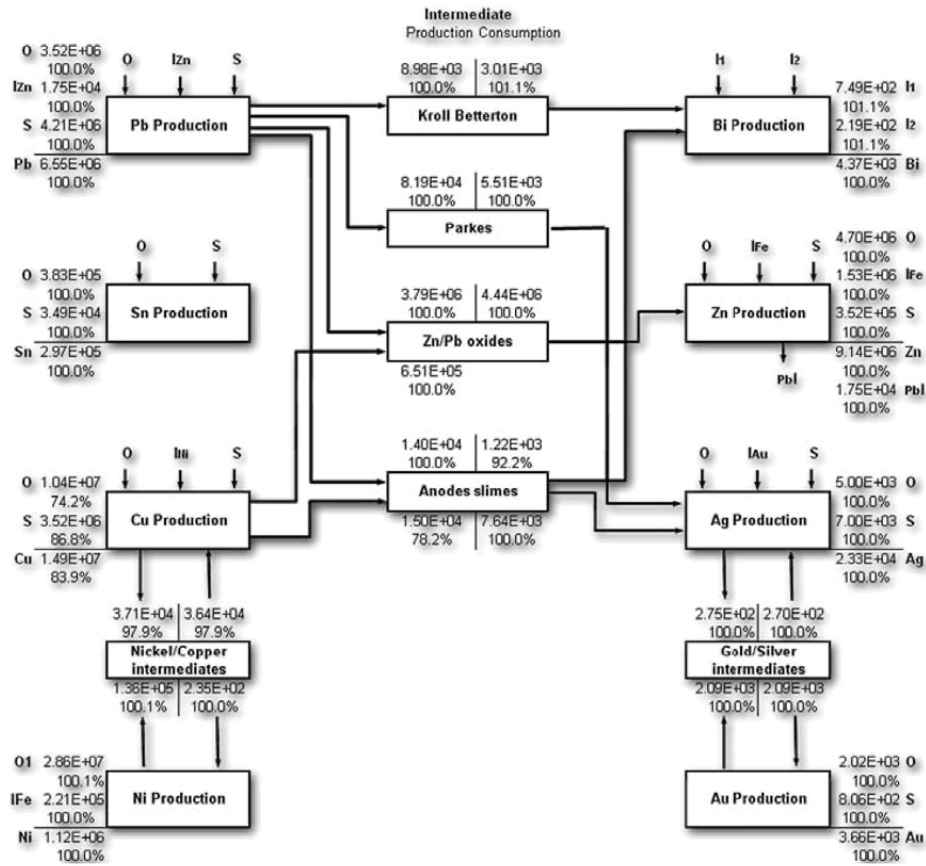 Intermediate
Production Consumption
O 3.52E+06
100.0%
IZn 1.75E+04
100.0%
S 4.21E+06
100.0%
Pb 6.55E+06
100.0%
O IZn S
Pb Production
8.98E+03 3.01E+03
100.0% 101.1%
Kroll Betterton
I1 I2
Bi Production
7.49E+02 I1
101.1%
2.19E+02 I2
101.1%
4.37E+03 Bi
100.0%
8.19E+04 5.51E+03
100.0% 100.0%
Parkes
O S
O 3.83E+05
100.0%
S 3.49E+04
100.0%
Sn 2.97E+05
100.0%
Sn Production
3.79E+06 4.44E+06
100.0% 100.0%
Zn/Pb oxides
6.51E+05
100.0%
O IFe S
Zn Production
PbI
4.70E+06 O
100.0%
1.53E+06 IFe
100.0%
3.52E+05 S
100.0%
9.14E+06 Zn
100.0%
1.75E+04 PbI
100.0%
O INi S
O 1.04E+07
74.2%
S 3.52E+06
86.8%
Cu 1.49E+07
83.9%
Cu Production
1.40E+04 1.22E+03
100.0% 92.2%
Anodes slimes
1.50E+04 7.64E+03
78.2% 100.0%
O IAu S
Ag Production
5.00E+03 O
100.0%
7.00E+03 S
100.0%
2.33E+04 Ag
100.0%
3.71E+04 3.64E+04
97.9% 97.9%
Nickel/Copper
intermediates
1.36E+05 2.35E+02
100.1% 100.0%
2.75E+02 2.70E+02
100.0% 100.0%
Gold/Silver
intermediates
2.09E+03 2.09E+03
100.0% 100.0%
O1 2.86E+07
100.1%
IFe 2.21E+05
100.0%
Ni 1.12E+06
100.0%
Ni Production
Au Production
2.02E+03 O
100.0%
8.06E+02 S
100.0%
3.66E+03 Au
100.0%